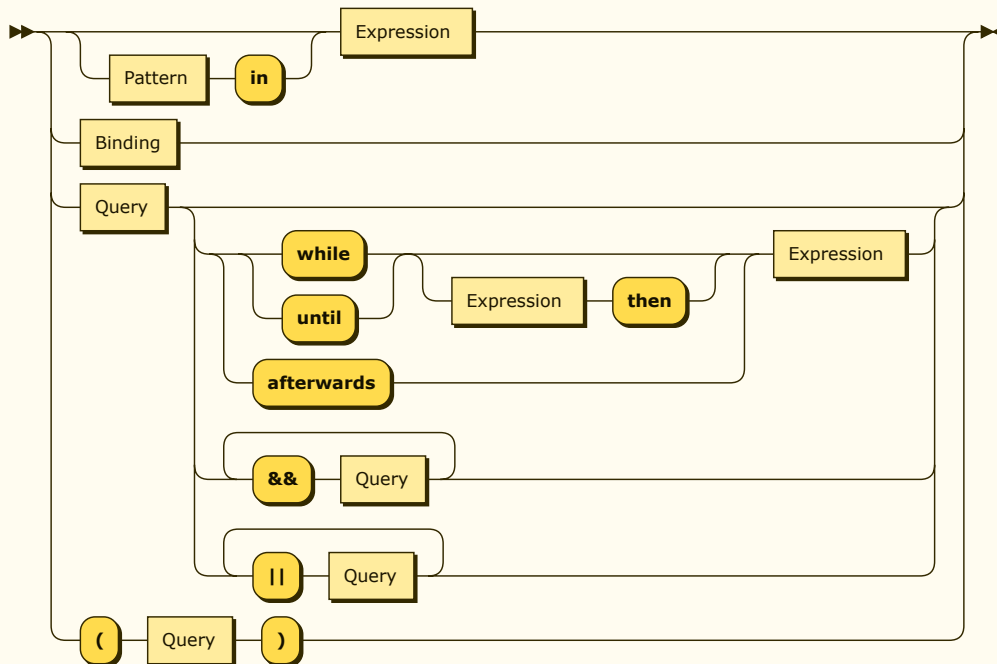 Expression
Pattern in
Binding
Query
while Expression
Expression then
until
afterwards
&& Query
|| Query
( Query )